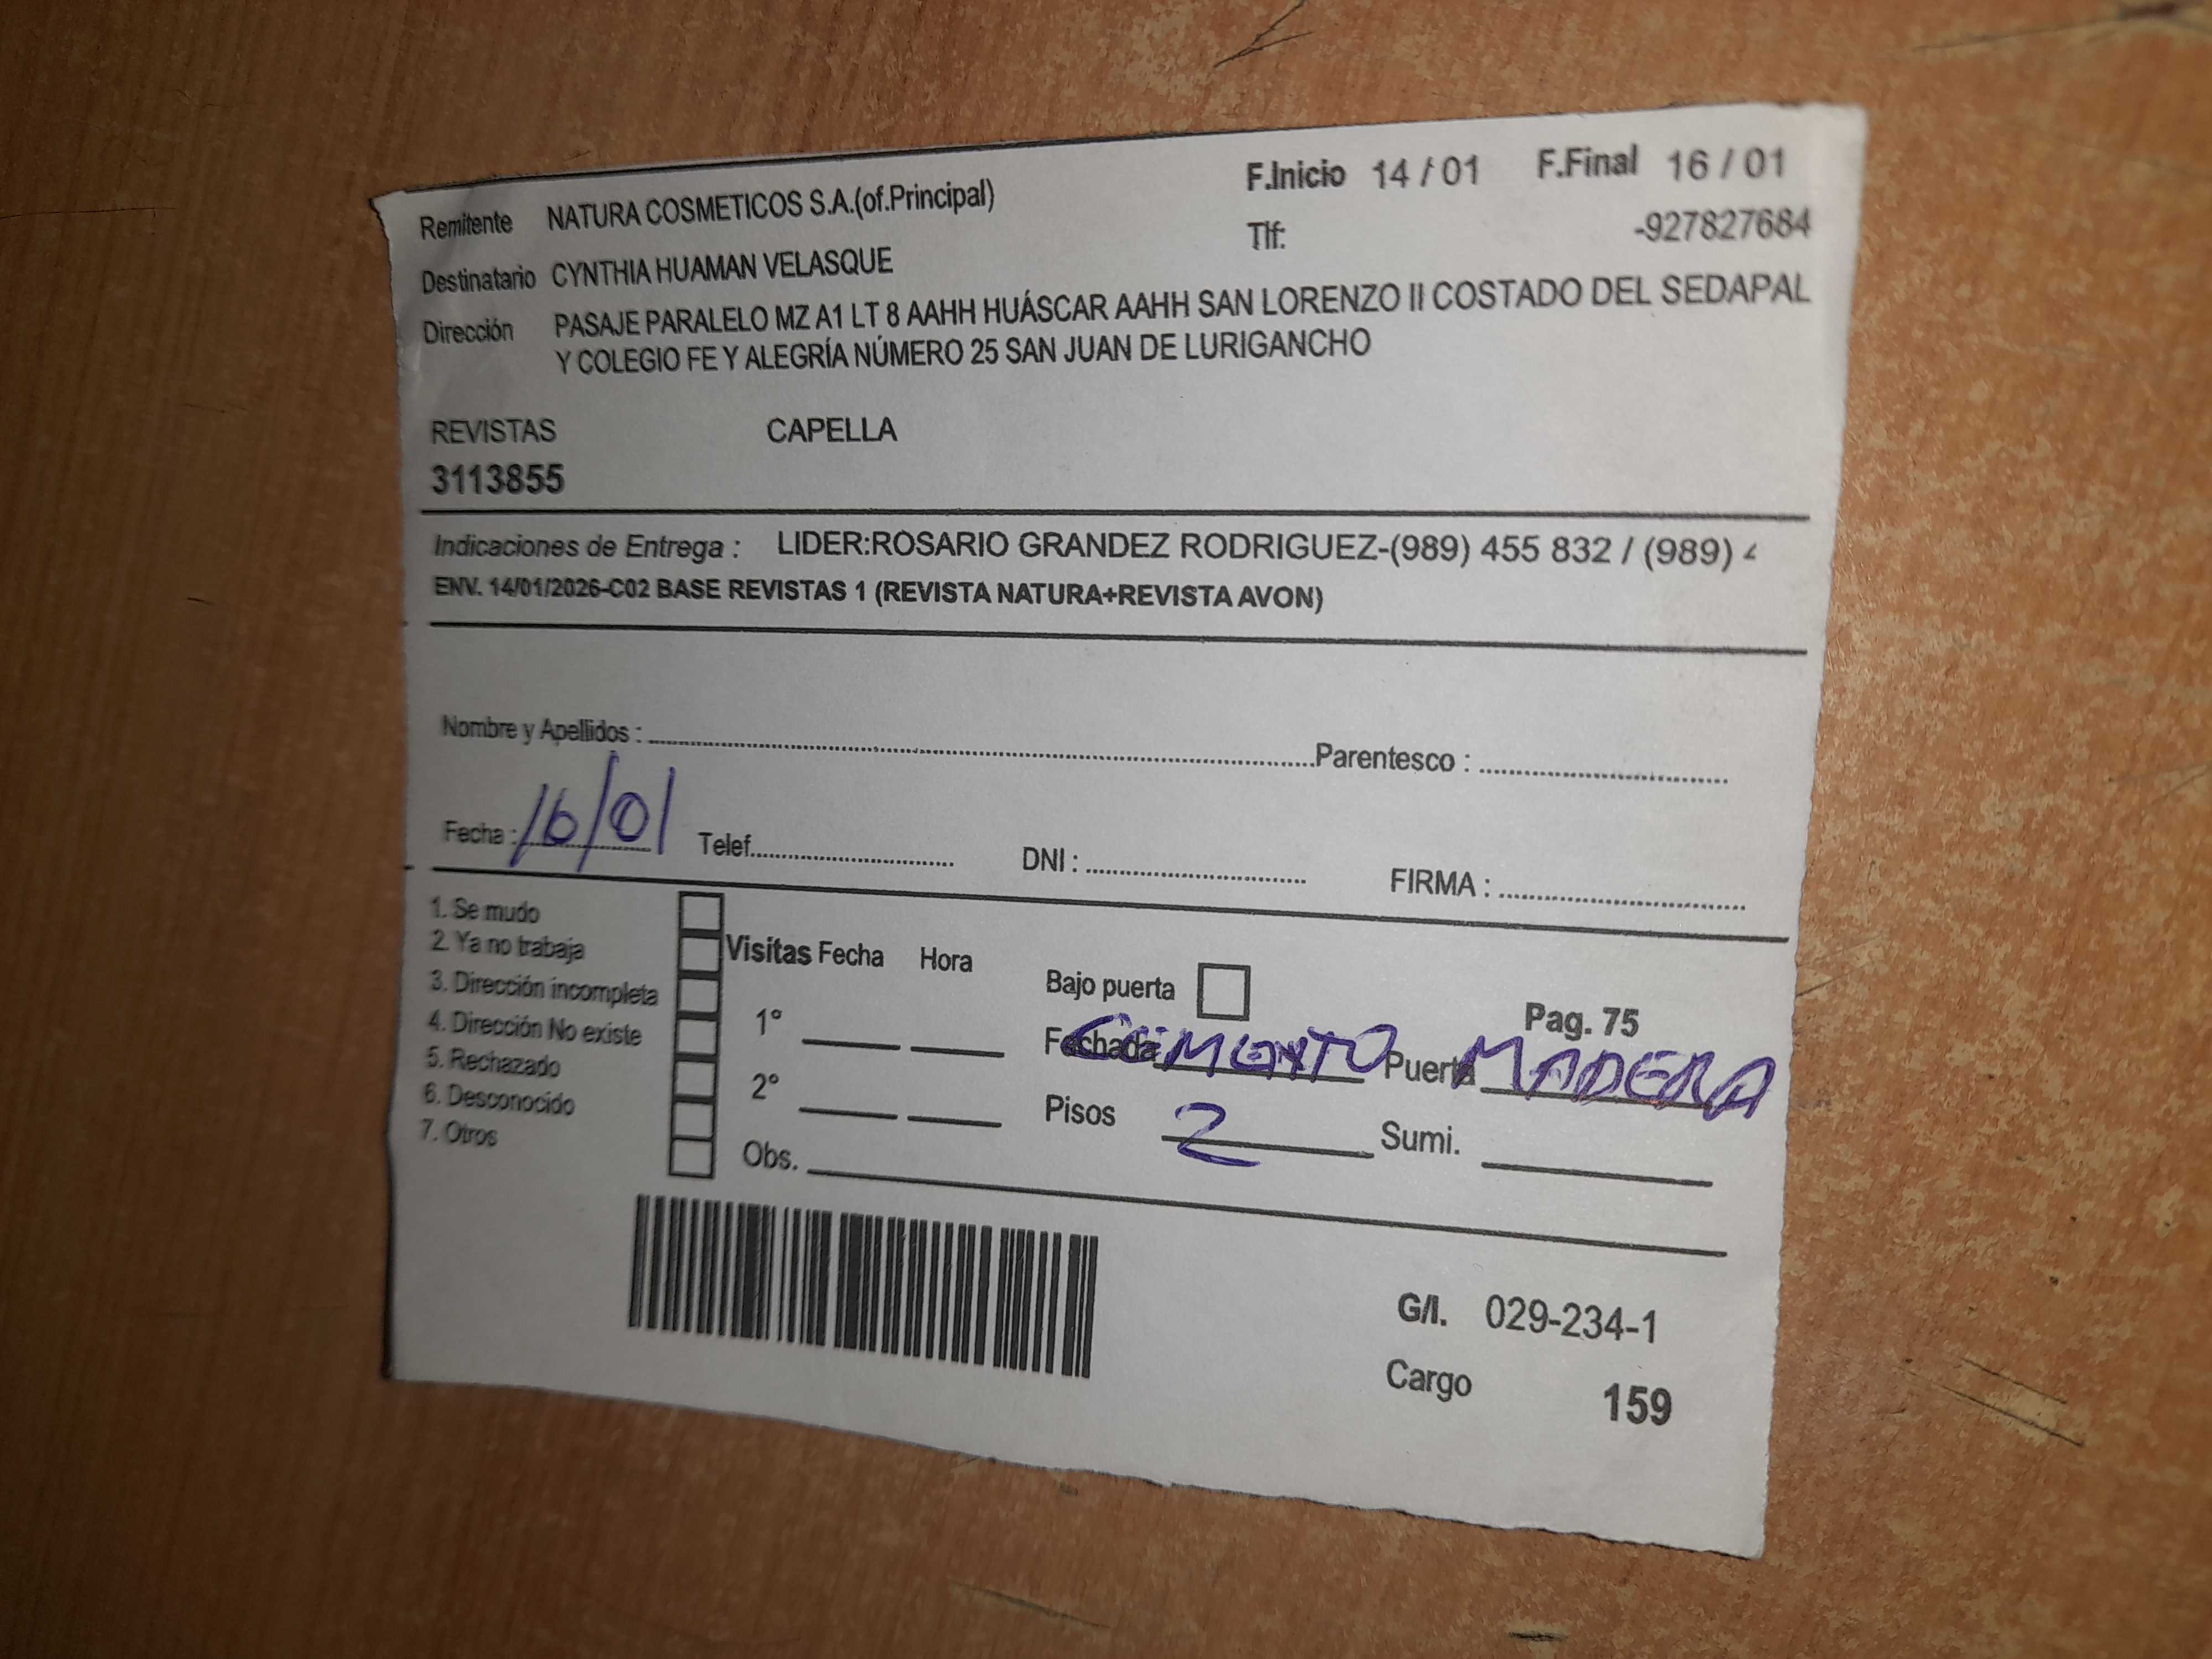 Remitente NATURA COSMETICOS S.A.(of.Principal) F.Inicio 14 / 01 F.Final 16 / 01
Destinatario CYNTHIA HUAMAN VELASQUE Tlf: -927827684
Dirección PASAJE PARALELO MZ A1 LT 8 AAHH HUÁSCAR AAHH SAN LORENZO II COSTADO DEL SEDAPAL
Y COLEGIO FE Y ALEGRÍA NÚMERO 25 SAN JUAN DE LURIGANCHO
REVISTAS CAPELLA
3113855
Indicaciones de Entrega : LIDER:ROSARIO GRANDEZ RODRIGUEZ-(989) 455 832 / (989)
ENV. 14/01/2026-C02 BASE REVISTAS 1 (REVISTA NATURA+REVISTA AVON)
Nombre y Apellidos : Parentesco :
Fecha : 16/01 Telef. DNI : FIRMA :
1. Se mudo
2. Ya no trabaja
3. Dirección incompleta
4. Dirección No existe
5. Rechazado
6. Desconocido
7. Otros
Visitas Fecha Hora
1°
2°
Obs.
Bajo puerta
Pag. 75
Fachada CEMENTO Puerta MADERA
Pisos 2 Sumi.
G/I. 029-234-1
Cargo 159